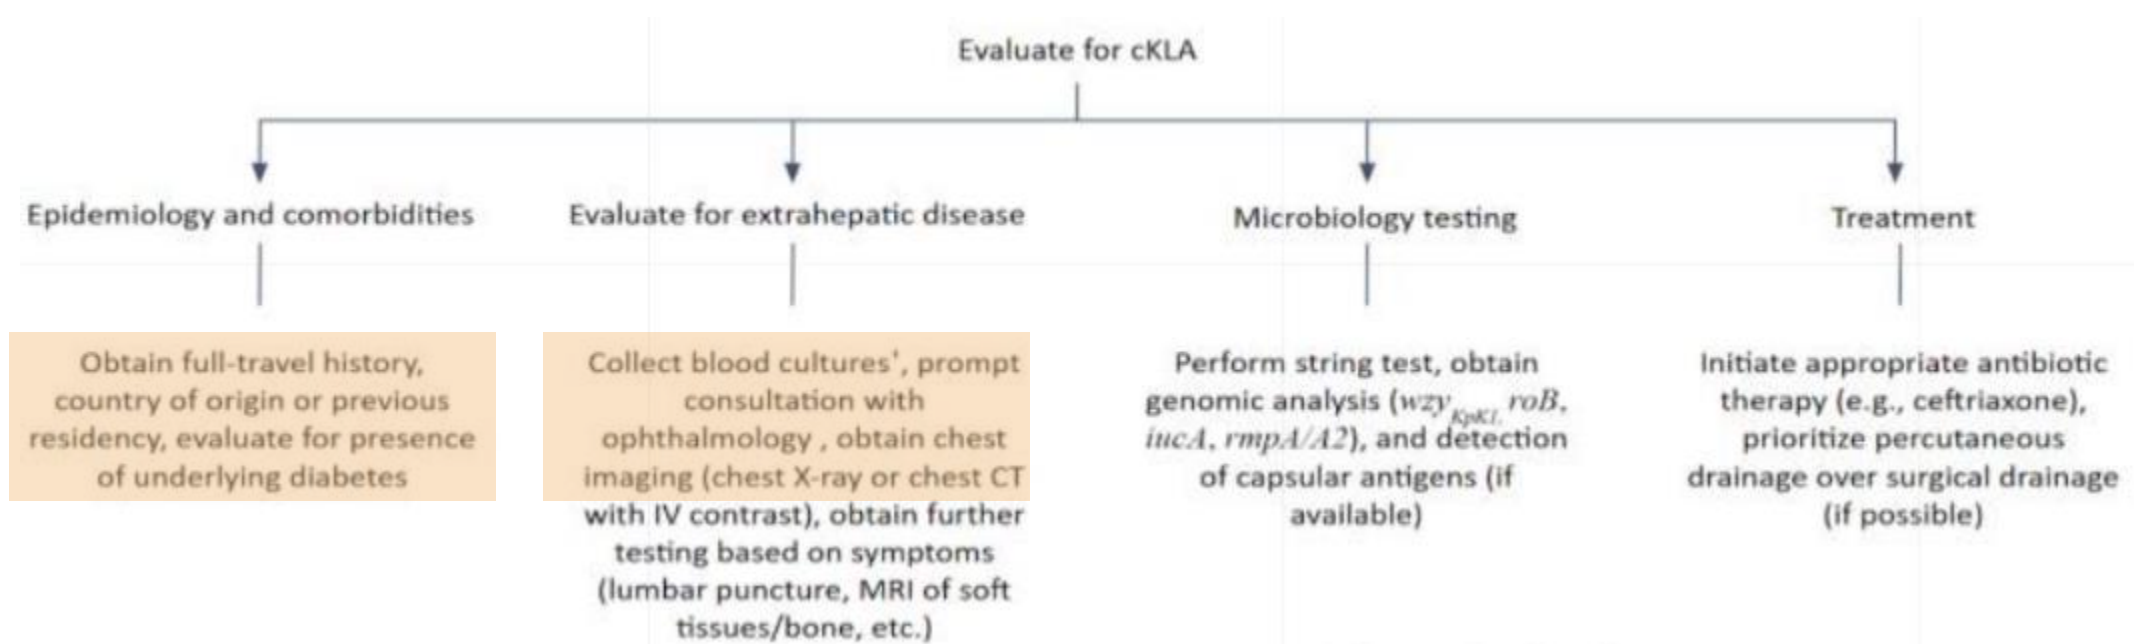 Evaluate for cKLA
Epidemiology and comorbidities
Obtain full-travel history,
country of origin or previous
residency, evaluate for presence
of underlying diabetes
Evaluate for extrahepatic disease
Collect blood cultures', prompt
consultation with
ophthalmology , obtain chest
imaging (chest X-ray or chest CT
with IV contrast), obtain further
testing based on symptoms
(lumbar puncture, MRI of soft
tissues/bone, etc.)
Microbiology testing
Perform string test, obtain
genomic analysis (wzy KpK1, roB,
iucA, rmpA/A2), and detection
of capsular antigens (if
available)
Treatment
Initiate appropriate antibiotic
therapy (e.g., ceftriaxone),
prioritize percutaneous
drainage over surgical drainage
(if possible)